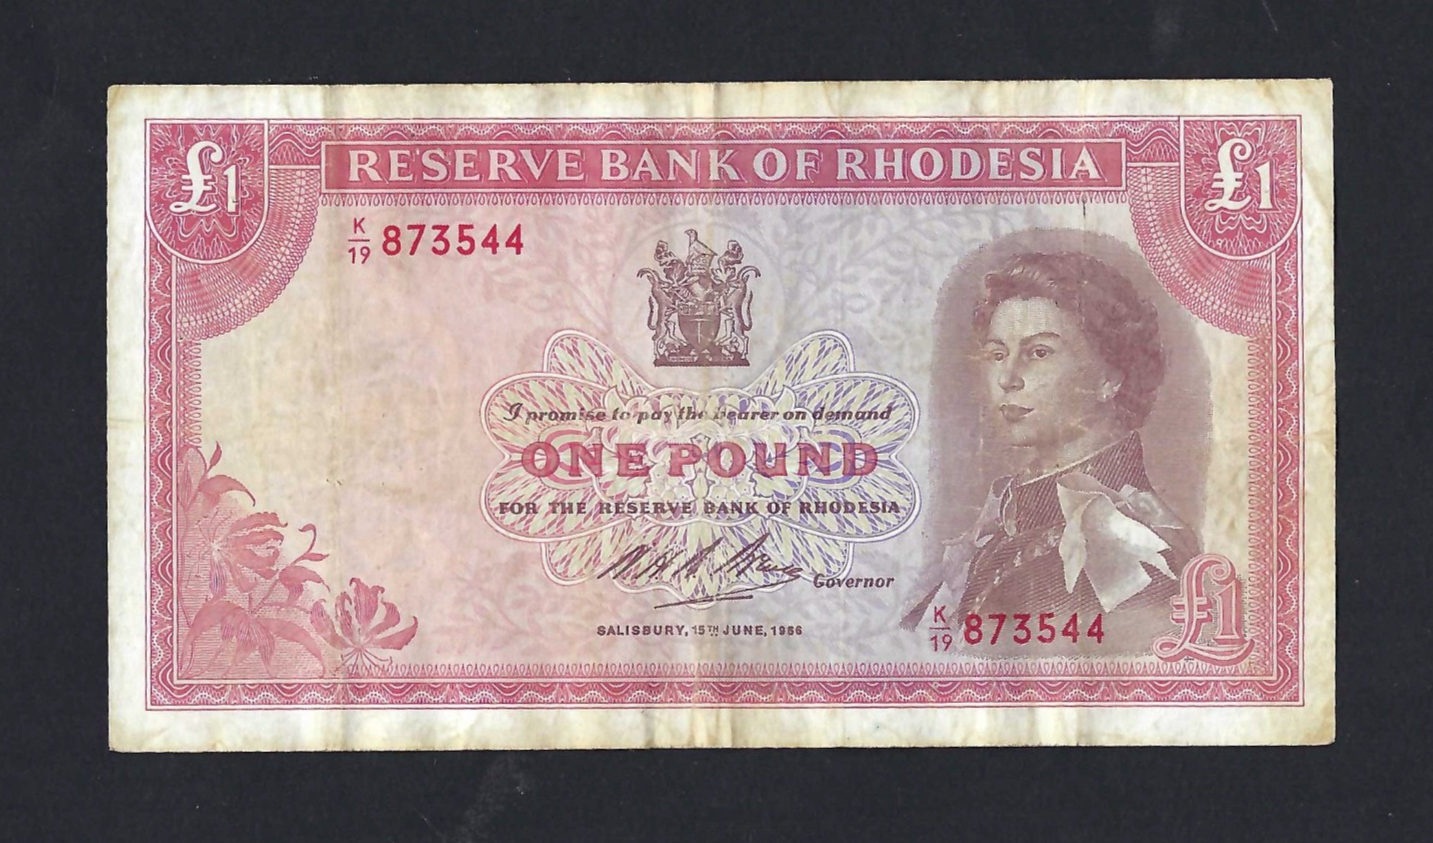 £1
RESERVE BANK OF RHODESIA
£1
K/19 873544
I promise to pay the bearer on demand
ONE POUND
FOR THE RESERVE BANK OF RHODESIA
Governor
SALISBURY, 15TH JUNE, 1966
K/19 873544
£1